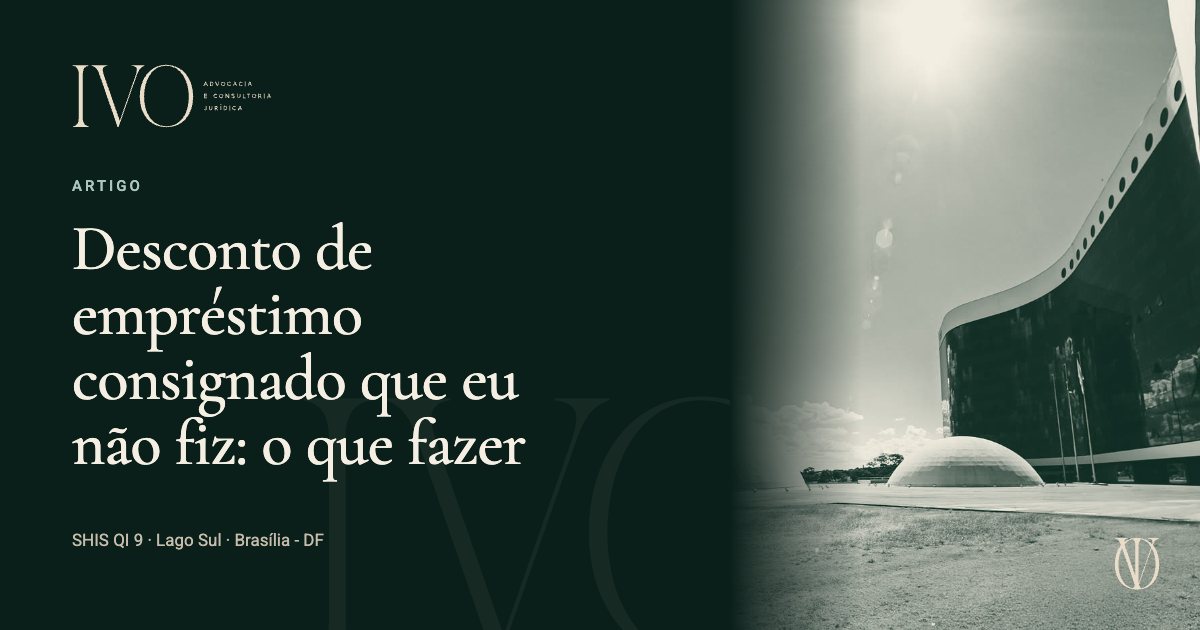 IVO
ADVOCACIA
E CONSULTORIA
JURÍDICA
ARTIGO
Desconto de
empréstimo
consignado que eu
não fiz: o que fazer
SHIS QI 9 · Lago Sul · Brasília - DF